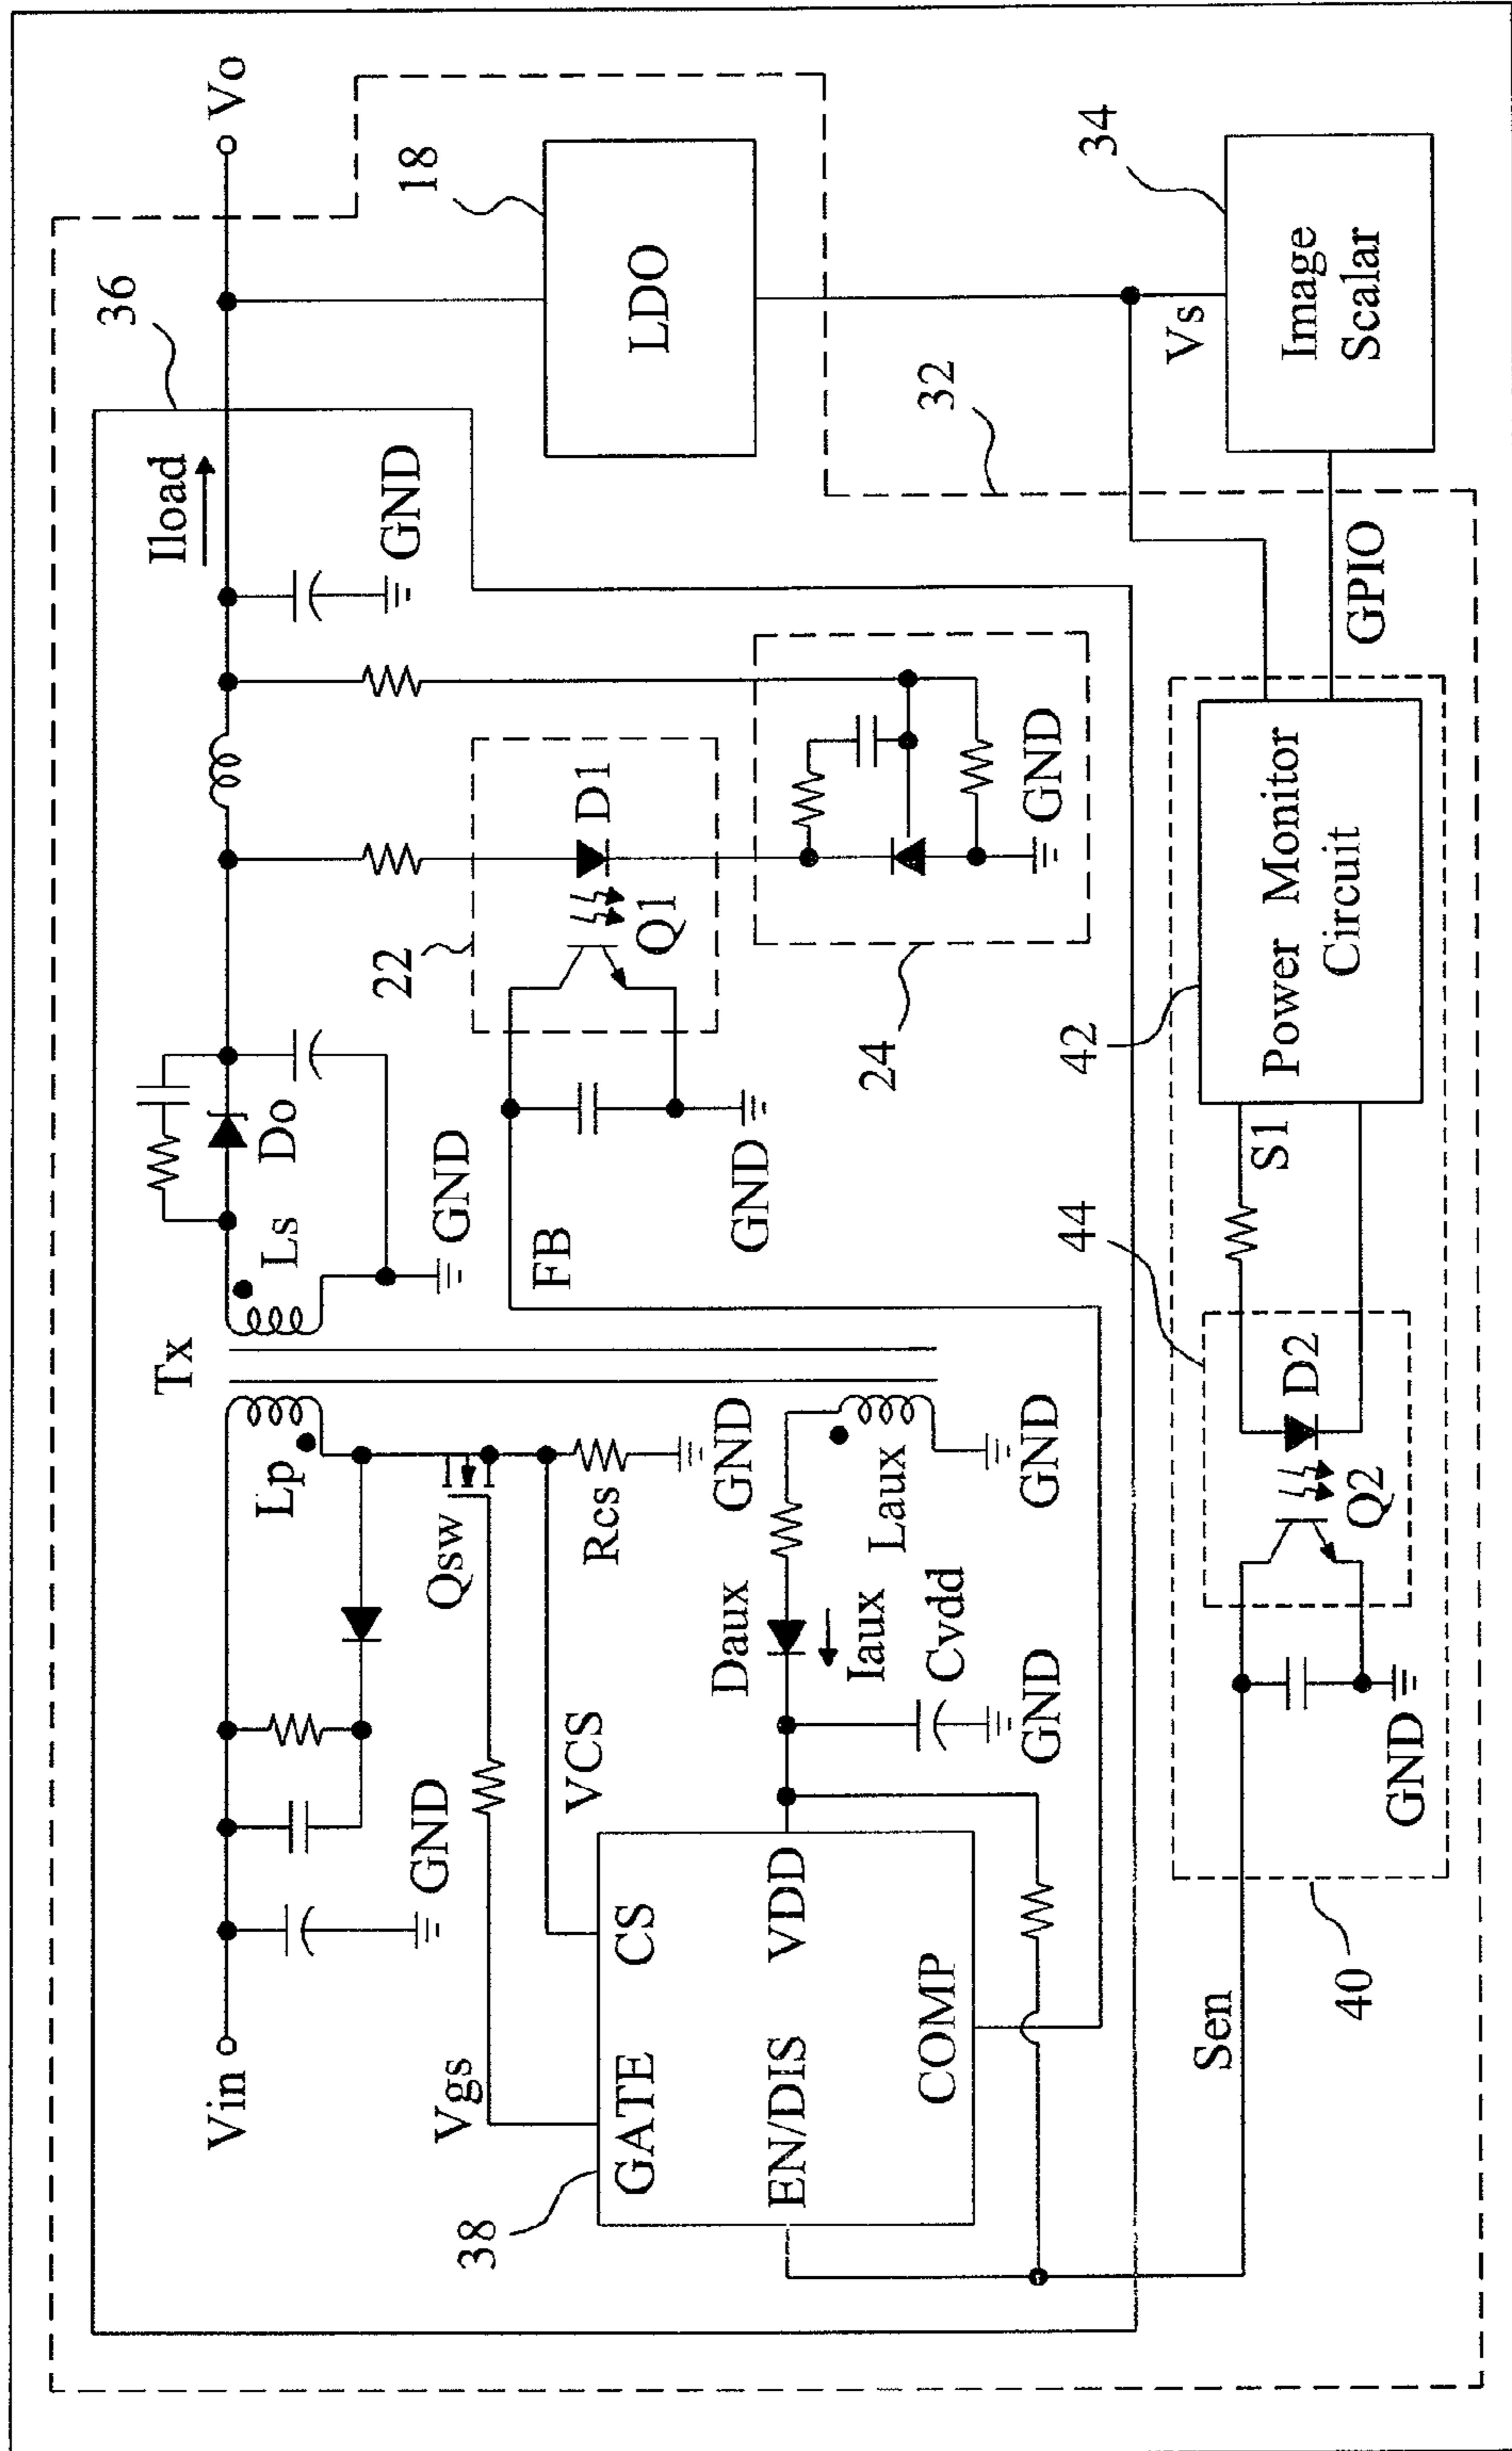 Vin
Lp
Tx
Ls
Do
Iload
36
Vo
GND
GND
GND
Vgs
Qsw
VCS
Rcs
GND
38
GATE
CS
EN/DIS
VDD
COMP
Daux
Iaux
Laux
Cvdd
GND
GND
FB
GND
22
D1
Q1
24
GND
18
LDO
32
Vs
34
Image
Scalar
GPIO
42
Power Monitor
Circuit
S1
44
D2
Q2
GND
40
Sen